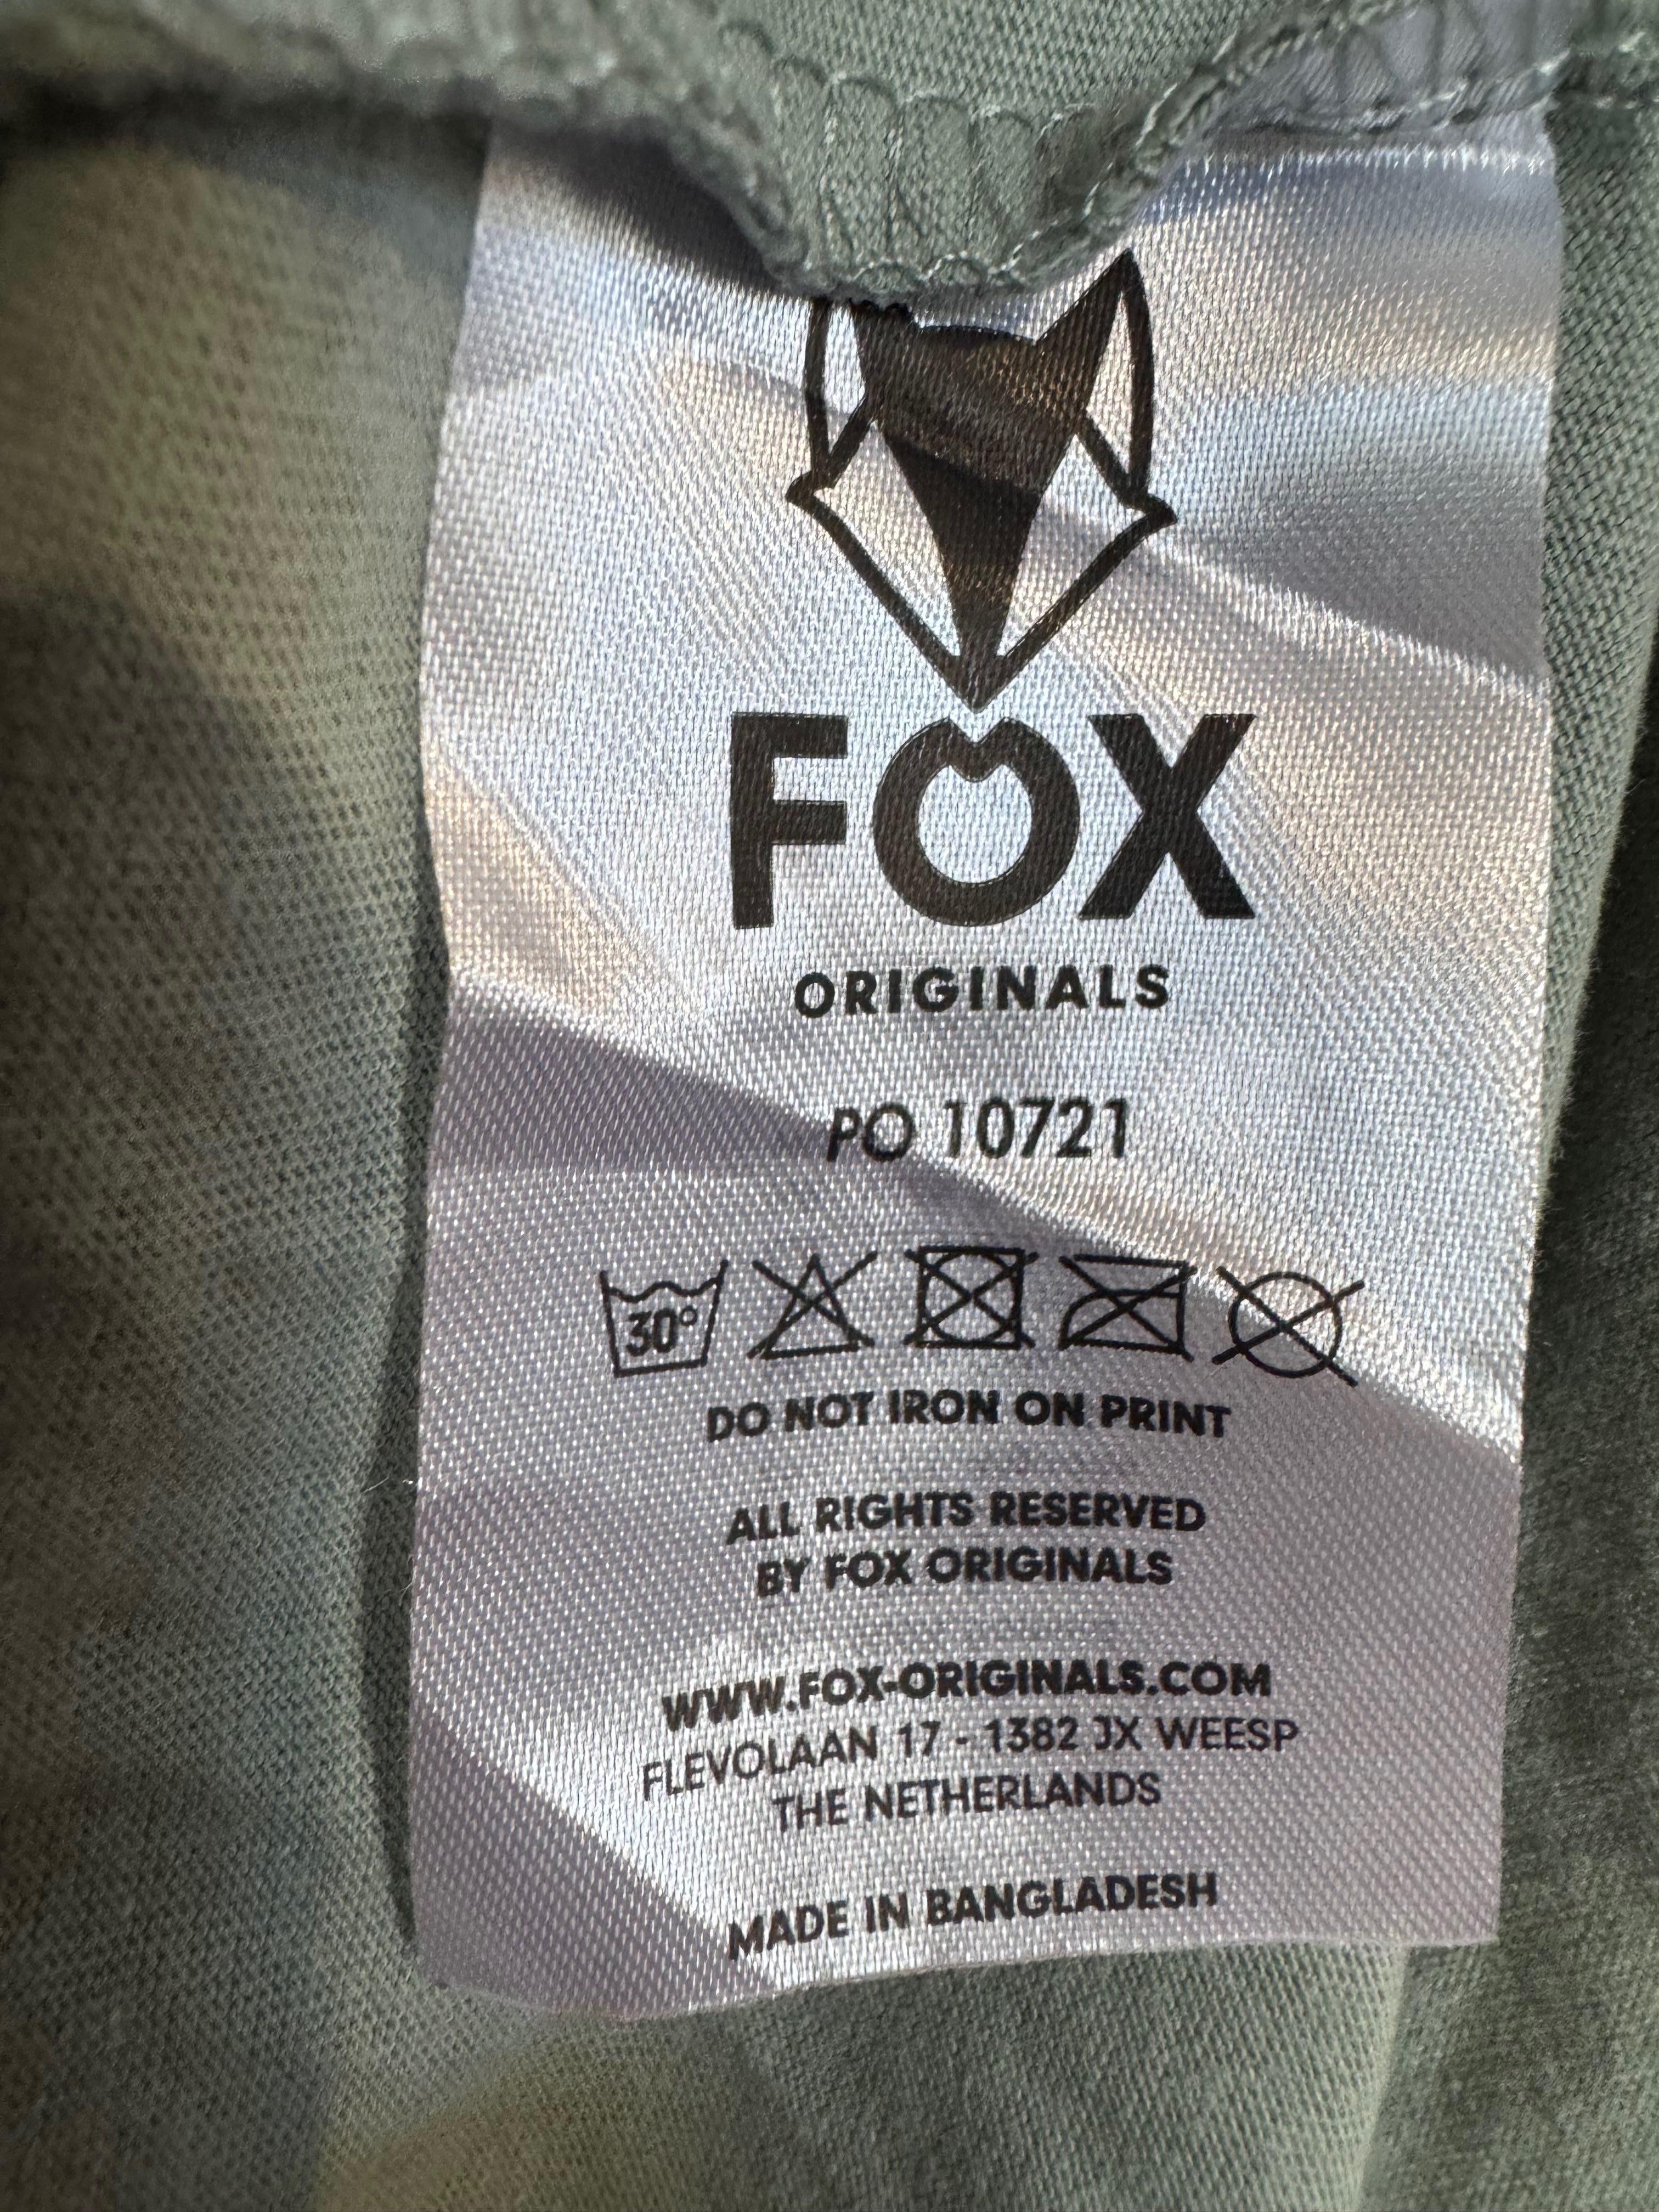 FOX
ORIGINALS
PO 10721
30°
DO NOT IRON ON PRINT
ALL RIGHTS RESERVED
BY FOX ORIGINALS
WWW.FOX-ORIGINALS.COM
FLEVOLAAN 17 - 1382 JX WEESP
THE NETHERLANDS
MADE IN BANGLADESH